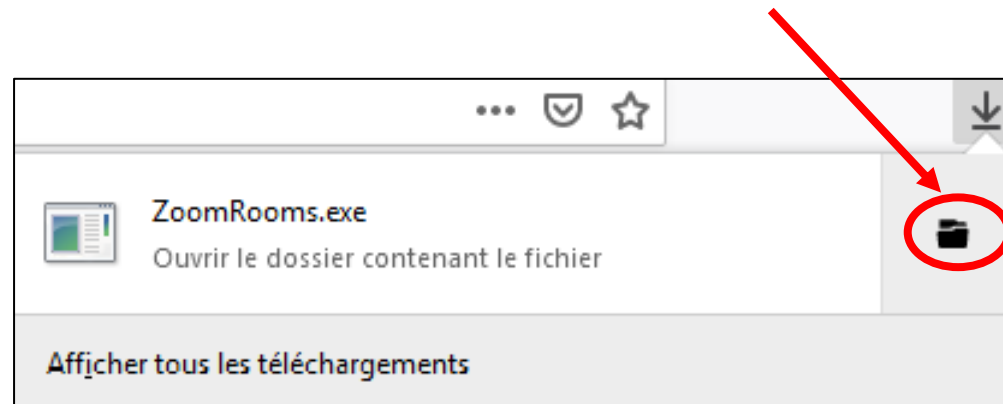 ZoomRooms.exe
Ouvrir le dossier contenant le fichier
Afficher tous les téléchargements